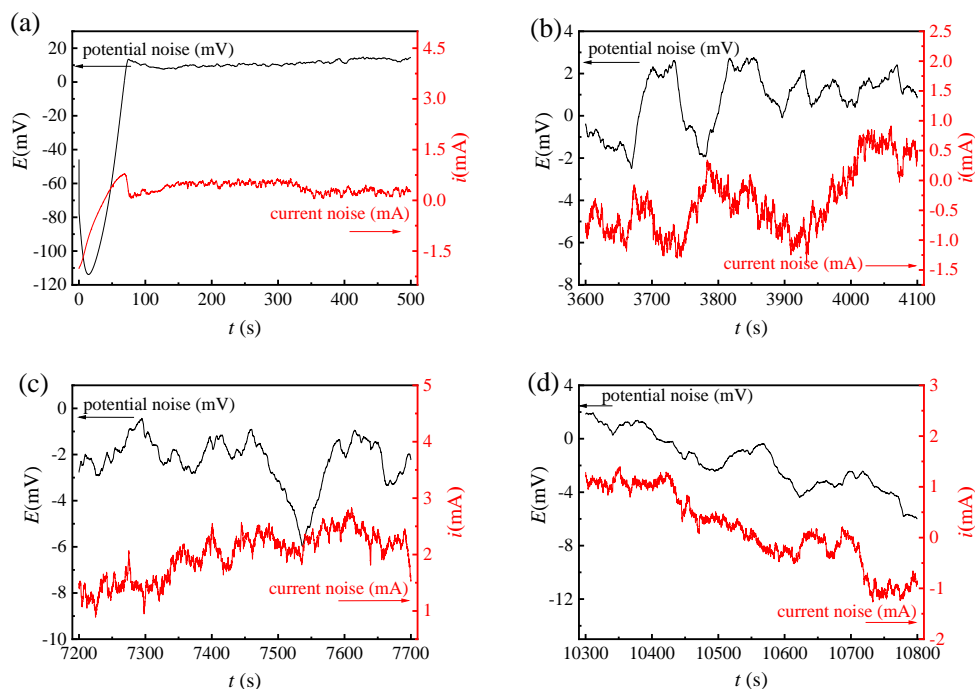 (a)
potential noise (mV)
current noise (mA)
E(mV)
i(mA)
t (s)
20
0
-20
-40
-60
-80
-100
-120
4.5
3.0
1.5
0.0
-1.5
0 100 200 300 400 500
(b)
potential noise (mV)
current noise (mA)
E(mV)
i(mA)
t (s)
4
2
0
-2
-4
-6
-8
2.5
2.0
1.5
1.0
0.5
0.0
-0.5
-1.0
-1.5
3600 3700 3800 3900 4000 4100
(c)
potential noise (mV)
current noise (mA)
E(mV)
i(mA)
t (s)
0
-2
-4
-6
-8
-10
5
4
3
2
1
7200 7300 7400 7500 7600 7700
(d)
potential noise (mV)
current noise (mA)
E(mV)
i(mA)
t (s)
4
0
-4
-8
-12
3
2
1
0
-1
-2
10300 10400 10500 10600 10700 10800